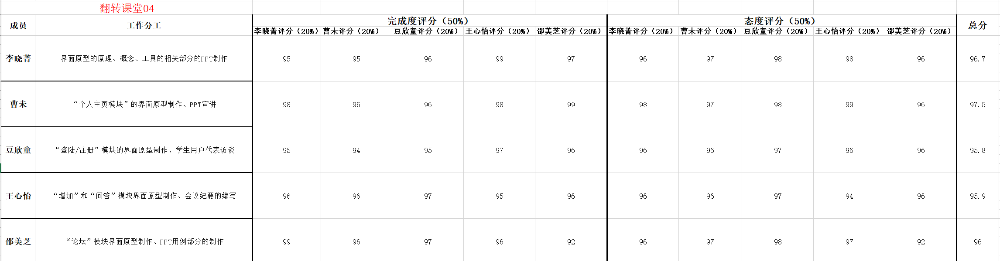 翻转课堂04
成员 工作分工 完成度评分（50%） 态度评分（50%） 总分
李晓菁评分（20%） 曹未评分（20%） 豆欣童评分（20%） 王心怡评分（20%） 邵美芝评分（20%） 李晓菁评分（20%） 曹未评分（20%） 豆欣童评分（20%） 王心怡评分（20%） 邵美芝评分（20%）
李晓菁 界面原型的原理、概念、工具的相关部分的PPT制作 95 95 96 99 97 96 97 98 98 96 96.7
曹未 “个人主页模块”的界面原型制作、PPT宣讲 98 96 96 98 99 98 97 98 99 96 97.5
豆欣童 “登陆/注册”模块的界面原型制作、学生用户代表访谈 95 94 95 97 96 96 96 97 96 96 95.8
王心怡 “增加”和“问答”模块界面原型制作、会议纪要的编写 96 96 97 95 96 96 96 97 94 96 95.9
邵美芝 “论坛”模块界面原型制作、PPT用例部分的制作 99 96 97 96 92 96 97 98 97 92 96